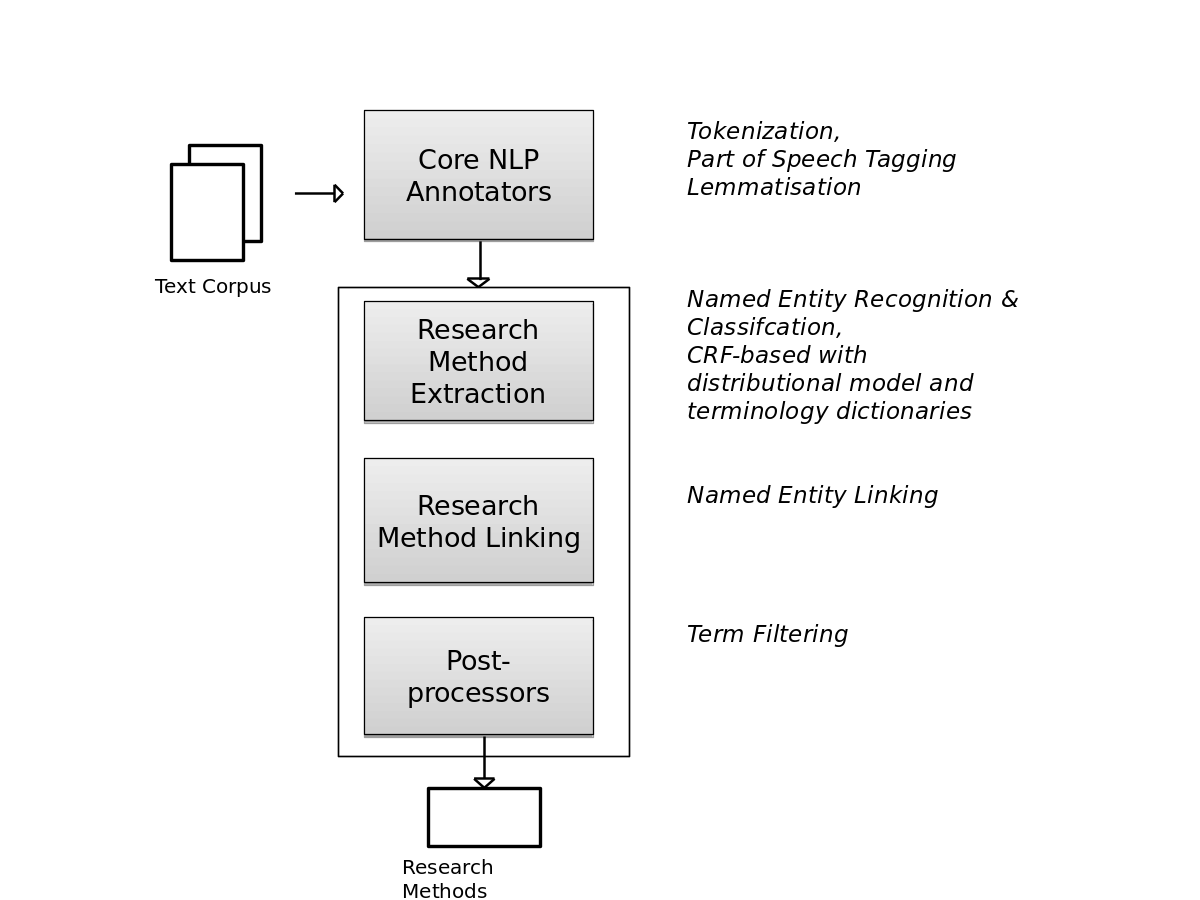 Core NLP
Annotators
Tokenization,
Part of Speech Tagging
Lemmatisation
Text Corpus
Research
Method
Extraction
Named Entity Recognition &
Classifcation,
CRF-based with
distributional model and
terminology dictionaries
Research
Method Linking
Named Entity Linking
Post-
processors
Term Filtering
Research
Methods